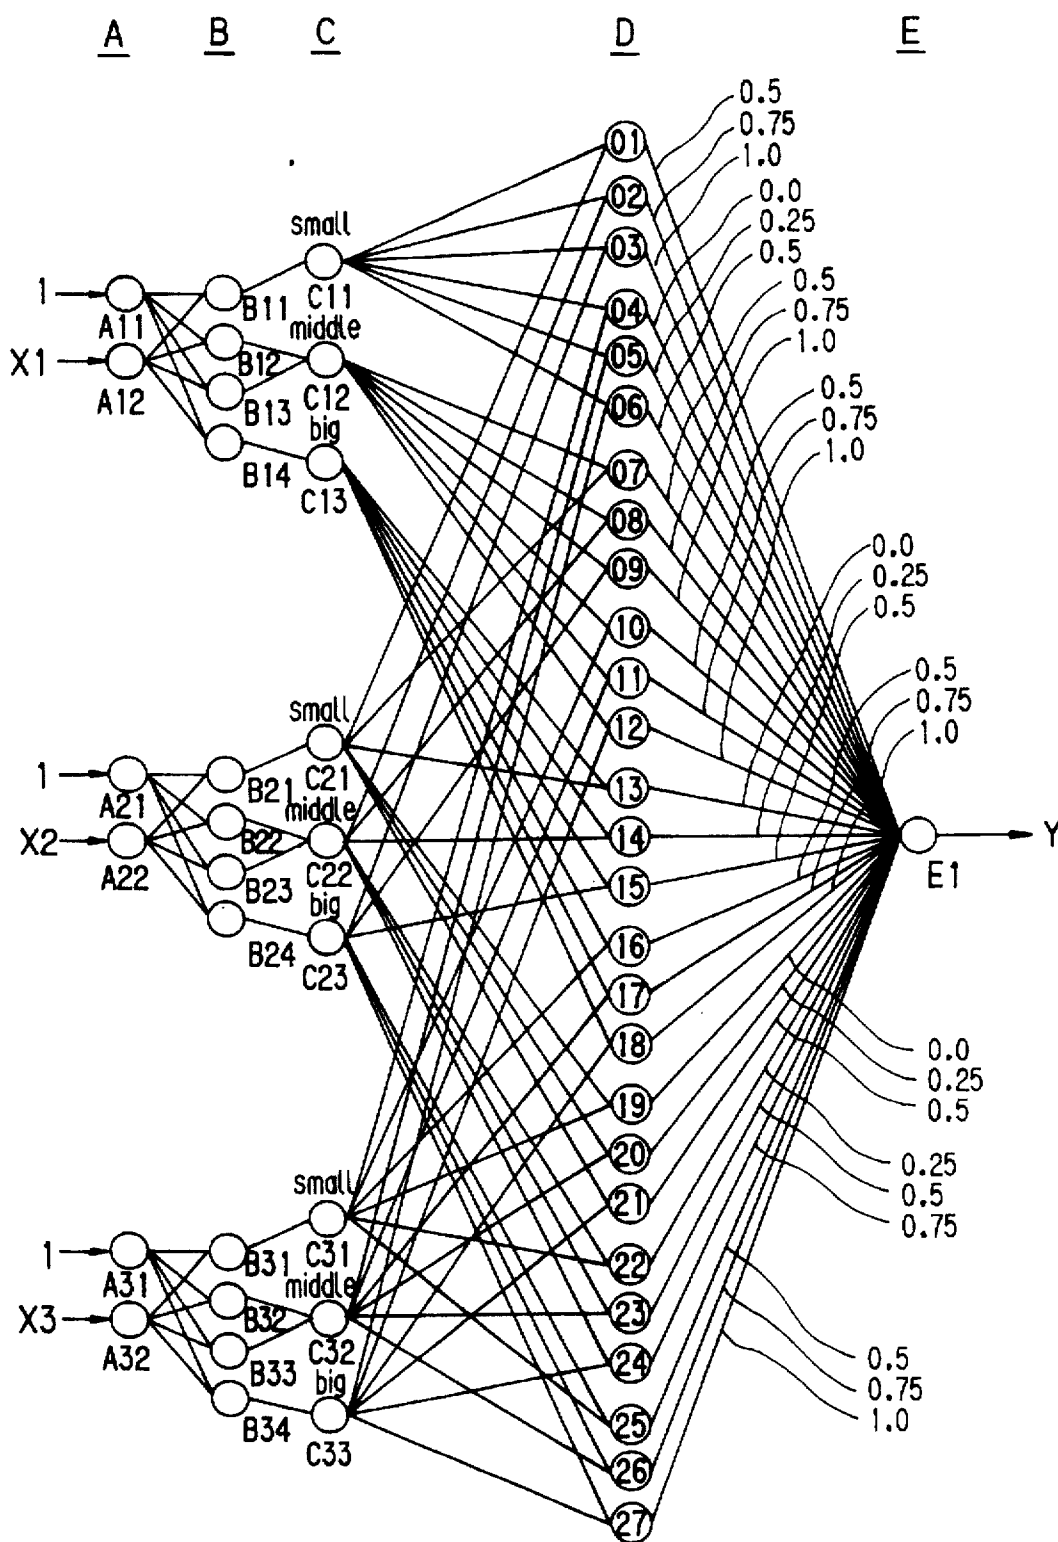 A B C D E
0.5
0.75
1.0
0.0
0.25
0.5
0.5
0.75
1.0
0.5
0.75
1.0
0.0
0.25
0.5
0.5
0.75
1.0
0.0
0.25
0.5
0.25
0.5
0.75
0.5
0.75
1.0
1
X1
A11
A12
B11
B12
B13
B14
small
C11
middle
C12
big
C13
1
X2
A21
A22
B21
B22
B23
B24
small
C21
middle
C22
big
C23
1
X3
A31
A32
B31
B32
B33
B34
small
C31
middle
C32
big
C33
01
02
03
04
05
06
07
08
09
10
11
12
13
14
15
16
17
18
19
20
21
22
23
24
25
26
27
E1
Y